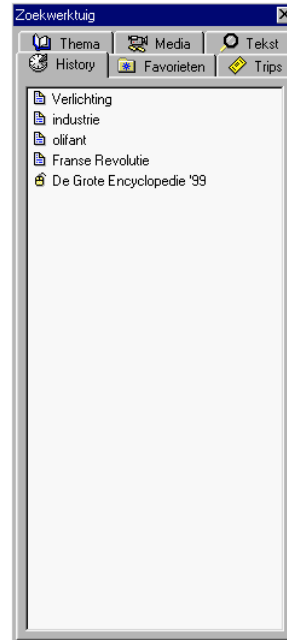 Zoekwerktuig
Thema Media Tekst
History Favorieten Trips
Verlichting
industrie
olifant
Franse Revolutie
De Grote Encyclopedie '99